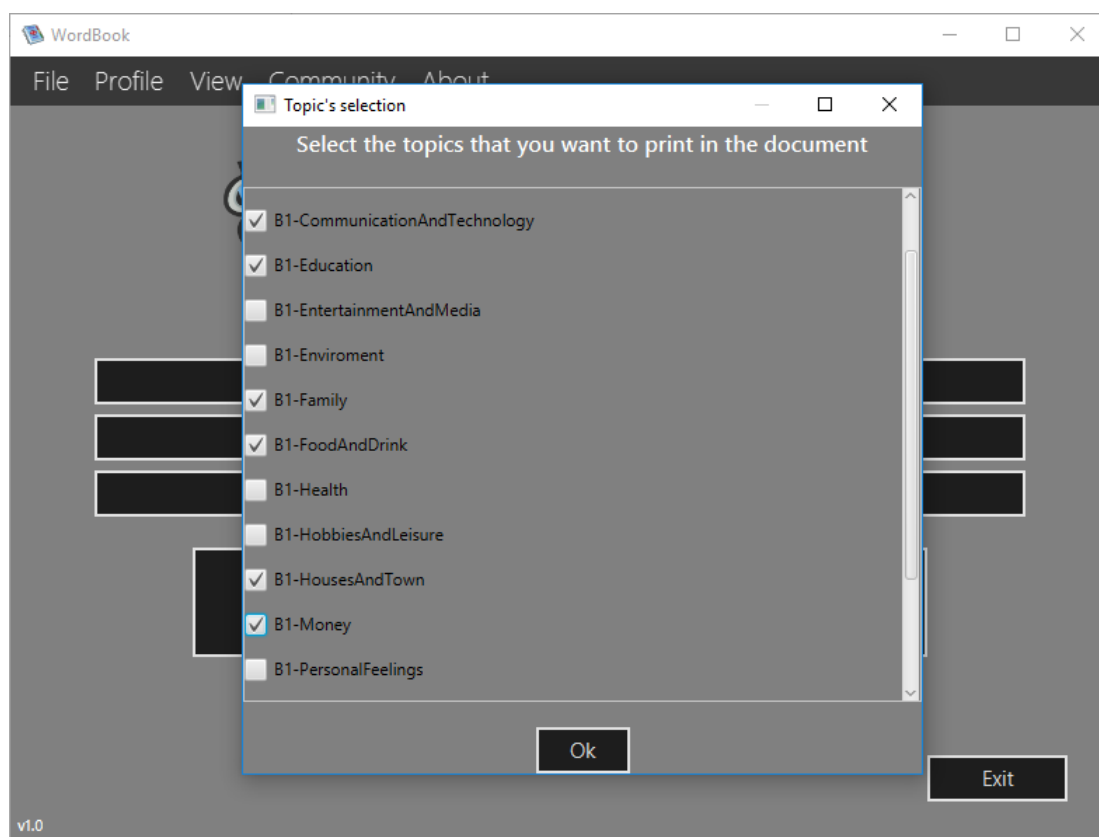 WordBook
File Profile View Community About
Topic's selection
Select the topics that you want to print in the document
B1-CommunicationAndTechnology
B1-Education
B1-EntertainmentAndMedia
B1-Enviroment
B1-Family
B1-FoodAndDrink
B1-Health
B1-HobbiesAndLeisure
B1-HousesAndTown
B1-Money
B1-PersonalFeelings
Ok
Exit
v1.0